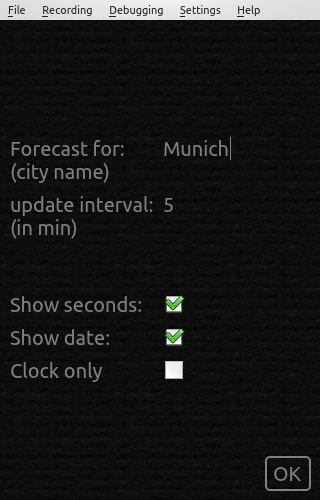 File Recording Debugging Settings Help
Forecast for: Munich
(city name)
update interval: 5
(in min)
Show seconds:
Show date:
Clock only
OK